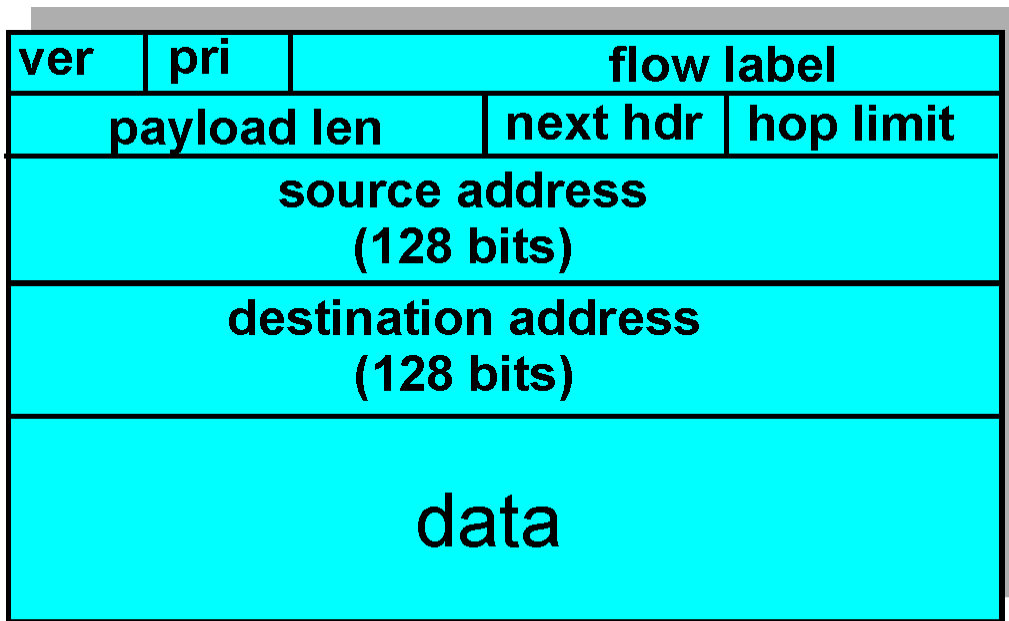 ver pri flow label
payload len next hdr hop limit
source address
(128 bits)
destination address
(128 bits)
data